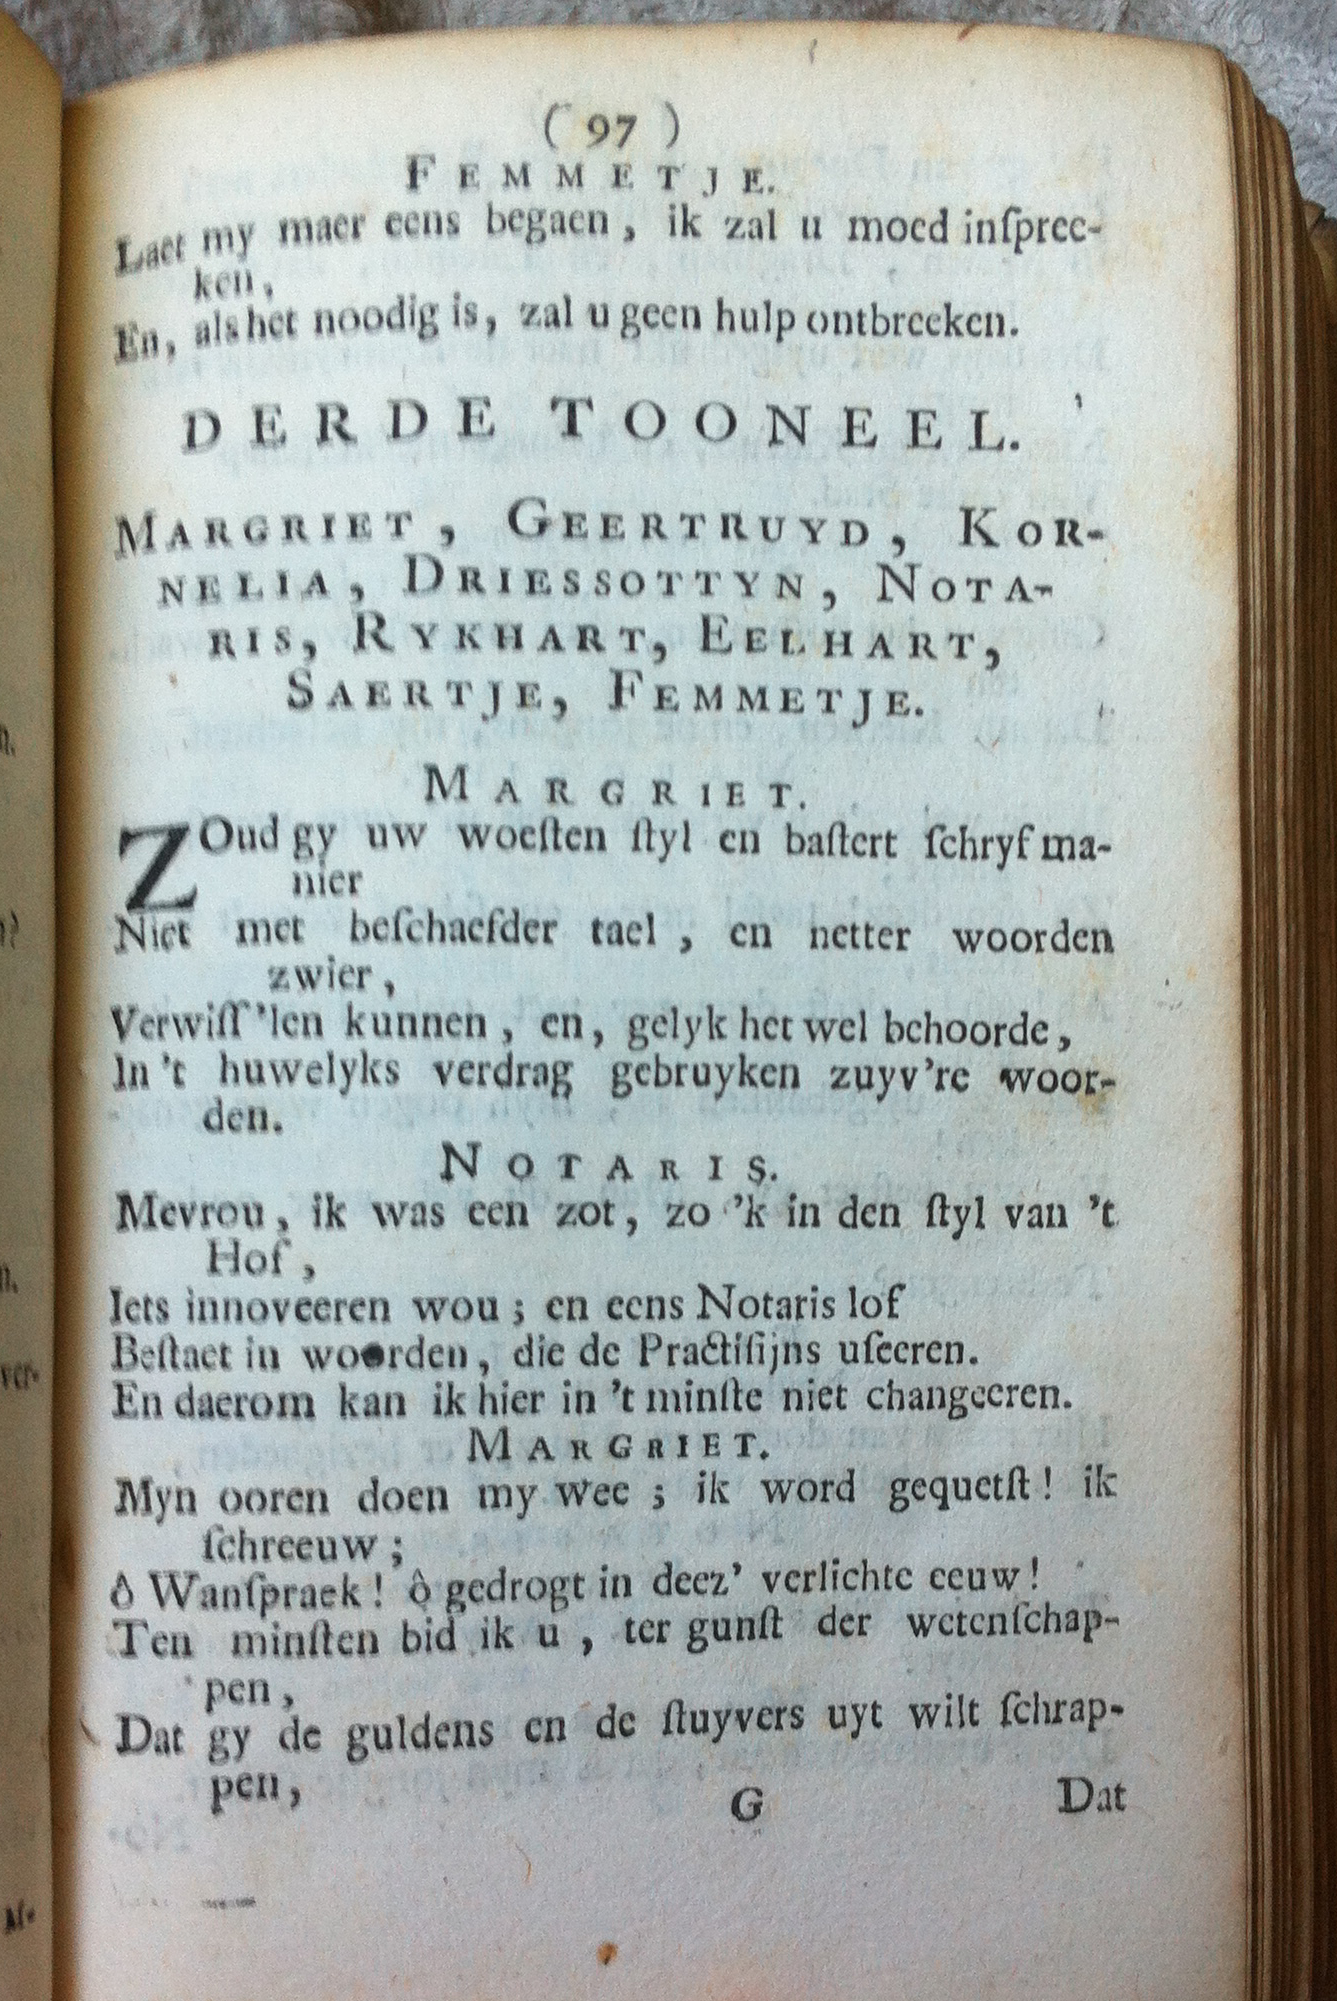 ( 97 )
FEMMETJE.
Laet my maer eens begaen, ik zal u moed inſpree-
ken,
En, als het noodig is, zal u geen hulp ontbreeken.
DERDE TOONEEL.
MARGRIET, GEERTRUYD, KOR-
NELIA, DRIESSOTTYN, NOTA-
RIS, RYKHART, EELHART,
SAERTJE, FEMMETJE.
MARGRIET.
ZOud gy uw woeſten ſtyl en baſtert ſchryf ma-
nier
Niet met beſchaefder tael, en netter woorden
zwier,
Verwiſſ'len kunnen, en, gelyk het wel behoorde,
In 't huwelyks verdrag gebruyken zuyv're woor-
den.
NOTARIS.
Mevrou, ik was een zot, zo 'k in den ſtyl van 't
Hof,
Iets innoveeren wou; en eens Notaris lof
Beſtaet in woorden, die de Practiſijns uſeeren.
En daerom kan ik hier in 't minſte niet changeeren.
MARGRIET.
Myn ooren doen my wee; ik word gequetſt! ik
ſchreeuw;
ô Wanſpraek! ô gedrogt in deez' verlichte eeuw!
Ten minſten bid ik u, ter gunſt der wetenſchap-
pen,
Dat gy de guldens en de ſtuyvers uyt wilt ſchrap-
pen,
G Dat